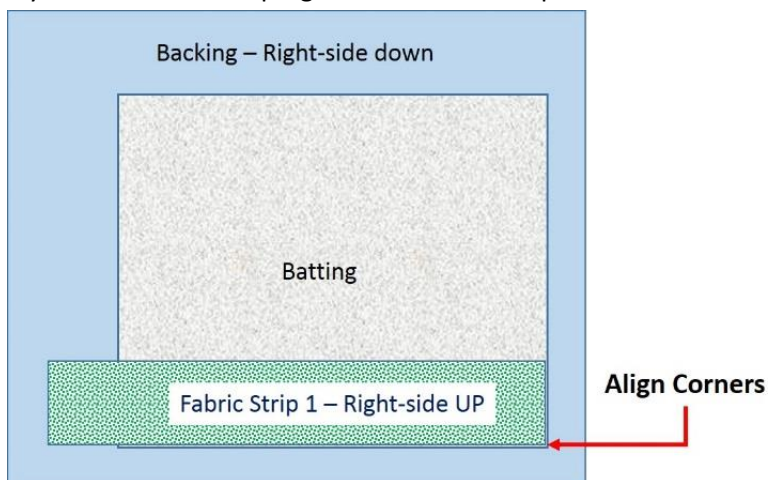 Backing – Right-side down
Batting
Fabric Strip 1 – Right-side UP
Align Corners